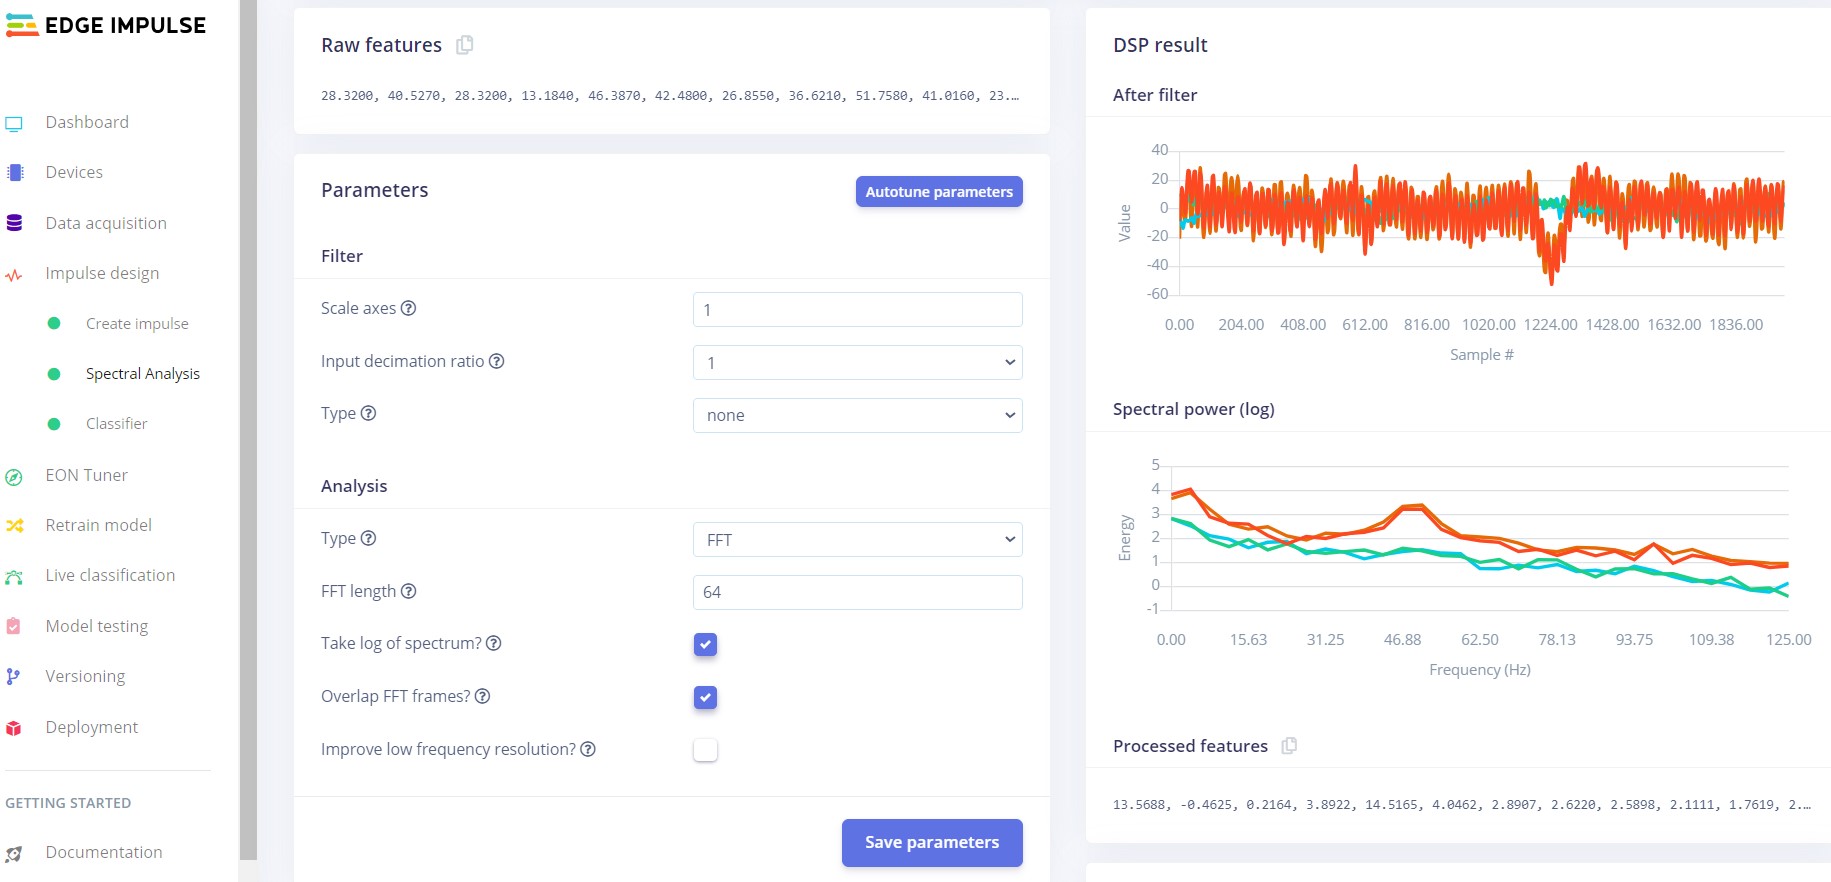 EDGE IMPULSE
Dashboard
Devices
Data acquisition
Impulse design
Create impulse
Spectral Analysis
Classifier
EON Tuner
Retrain model
Live classification
Model testing
Versioning
Deployment
GETTING STARTED
Documentation
Raw features
28.3200, 40.5270, 28.3200, 13.1840, 46.3870, 42.4800, 26.8550, 36.6210, 51.7580, 41.0160, 23.…
Parameters
Autotune parameters
Filter
Scale axes ?
1
Input decimation ratio ?
1
Type ?
none
Analysis
Type ?
FFT
FFT length ?
64
Take log of spectrum? ?
Overlap FFT frames? ?
Improve low frequency resolution? ?
Save parameters
DSP result
After filter
40
20
0
-20
-40
-60
Value
0.00 204.00 408.00 612.00 816.00 1020.00 1224.00 1428.00 1632.00 1836.00
Sample #
Spectral power (log)
5
4
3
2
1
0
-1
Energy
0.00 15.63 31.25 46.88 62.50 78.13 93.75 109.38 125.00
Frequency (Hz)
Processed features
13.5688, -0.4625, 0.2164, 3.8922, 14.5165, 4.0462, 2.8907, 2.6220, 2.5898, 2.1111, 1.7619, 2.…